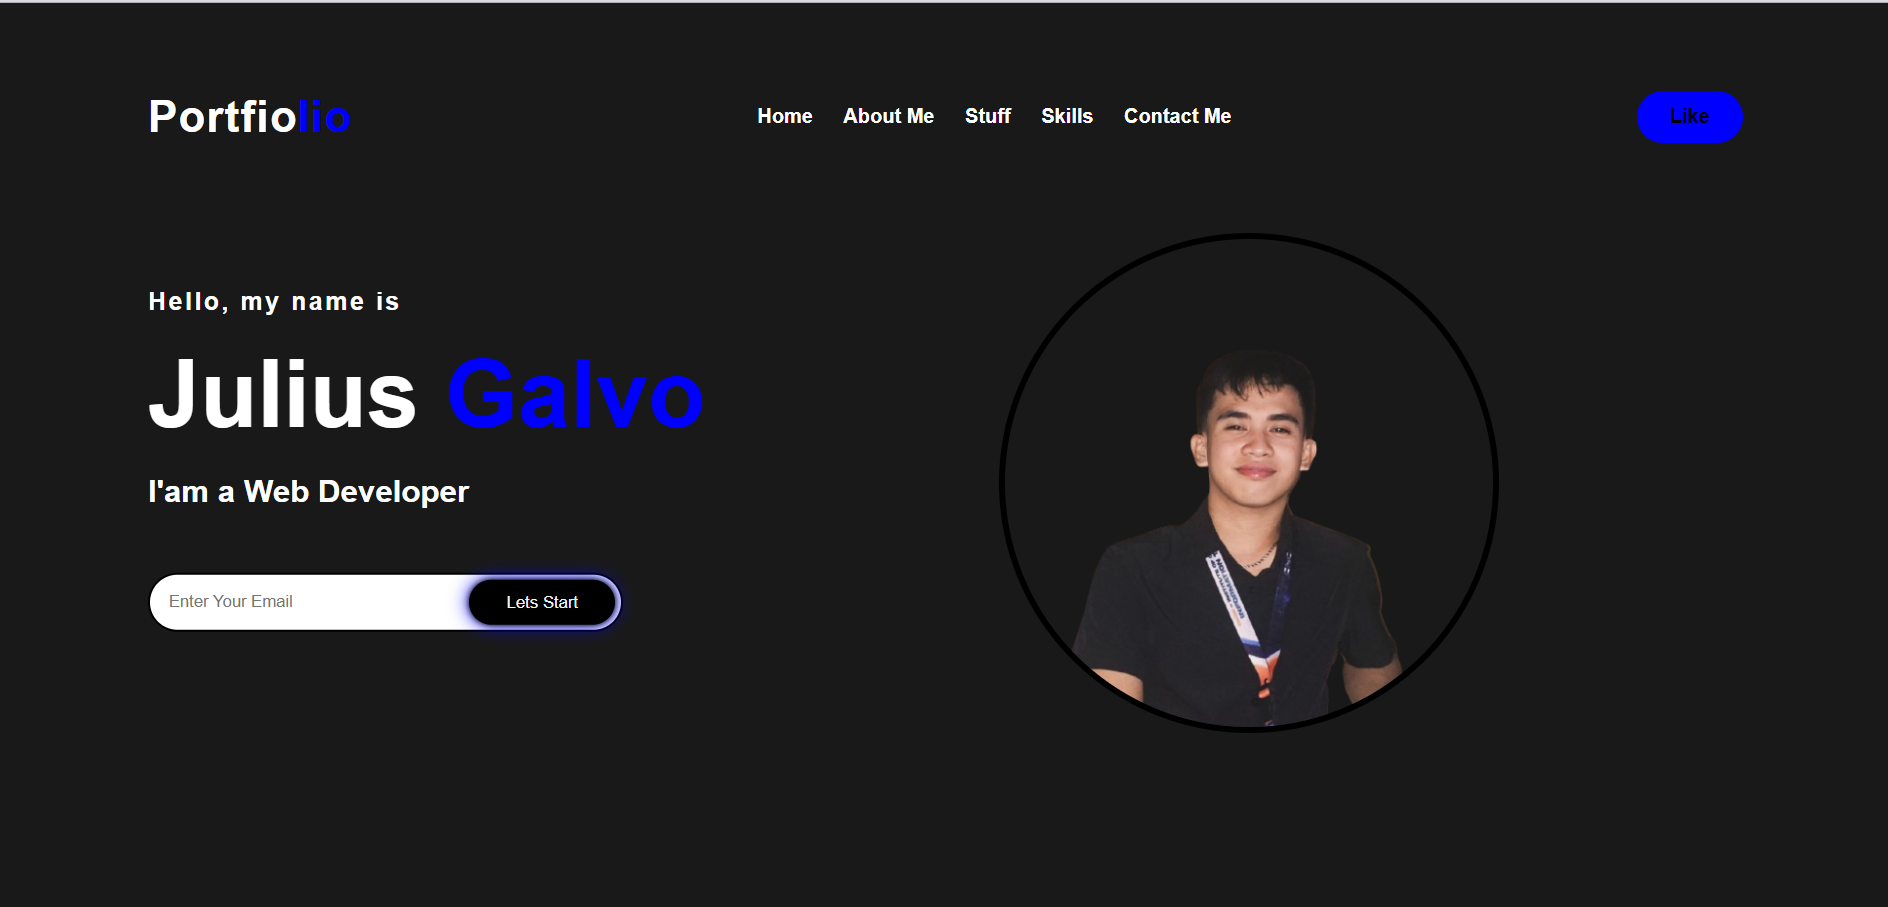 Portfiolio
Home About Me Stuff Skills Contact Me
Like
Hello, my name is
Julius Galvo
I'am a Web Developer
Enter Your Email
Lets Start